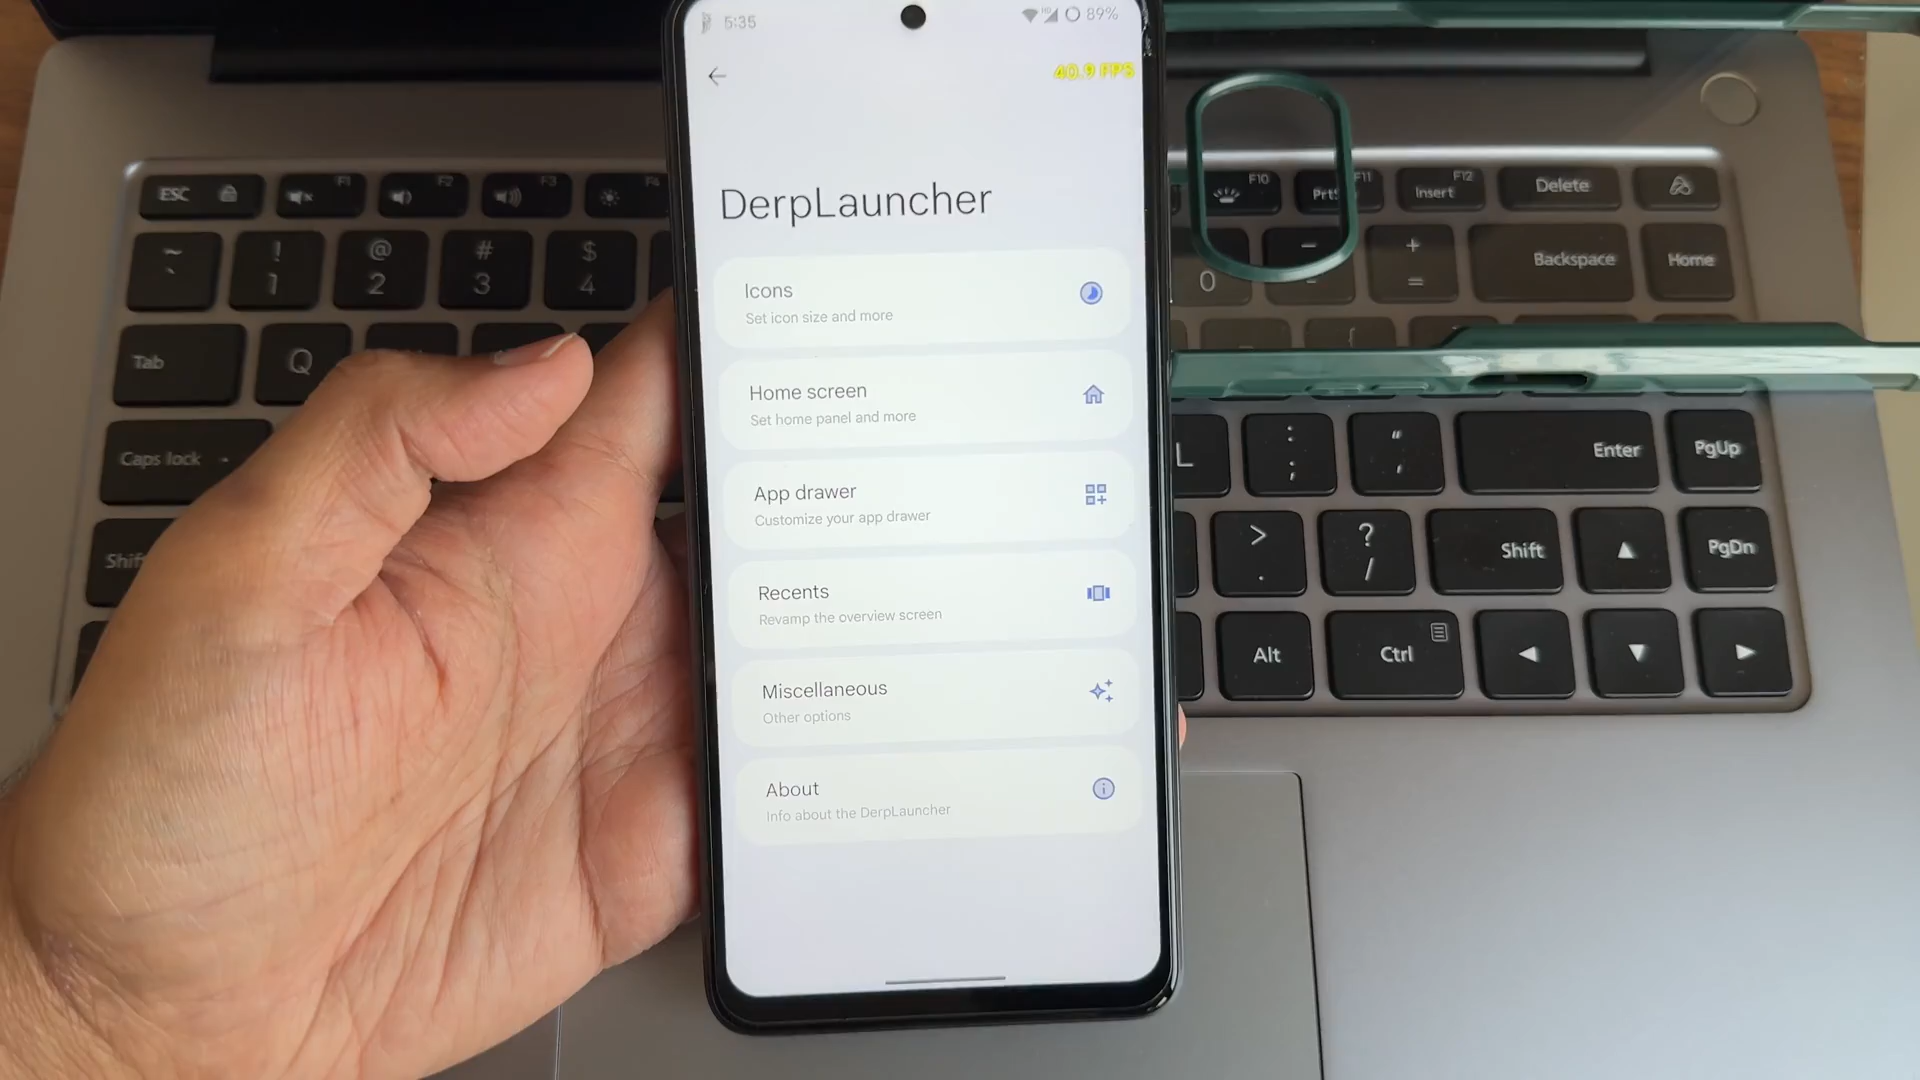 5:35
HD
89%
40.9 FPS
DerpLauncher
Icons
Set icon size and more
Home screen
Set home panel and more
App drawer
Customize your app drawer
Recents
Revamp the overview screen
Miscellaneous
Other options
About
Info about the DerpLauncher
ESC
F1
F2
F3
F4
~
`
!
1
@
2
#
3
$
4
Tab
Q
Caps lock
Shift
F10
PrtS
F11
Insert
F12
Delete
0
-
+
=
Backspace
Home
{
L
:
;
"
,
Enter
PgUp
>
.
?
/
Shift
▲
PgDn
Alt
Ctrl
◀
▼
▶